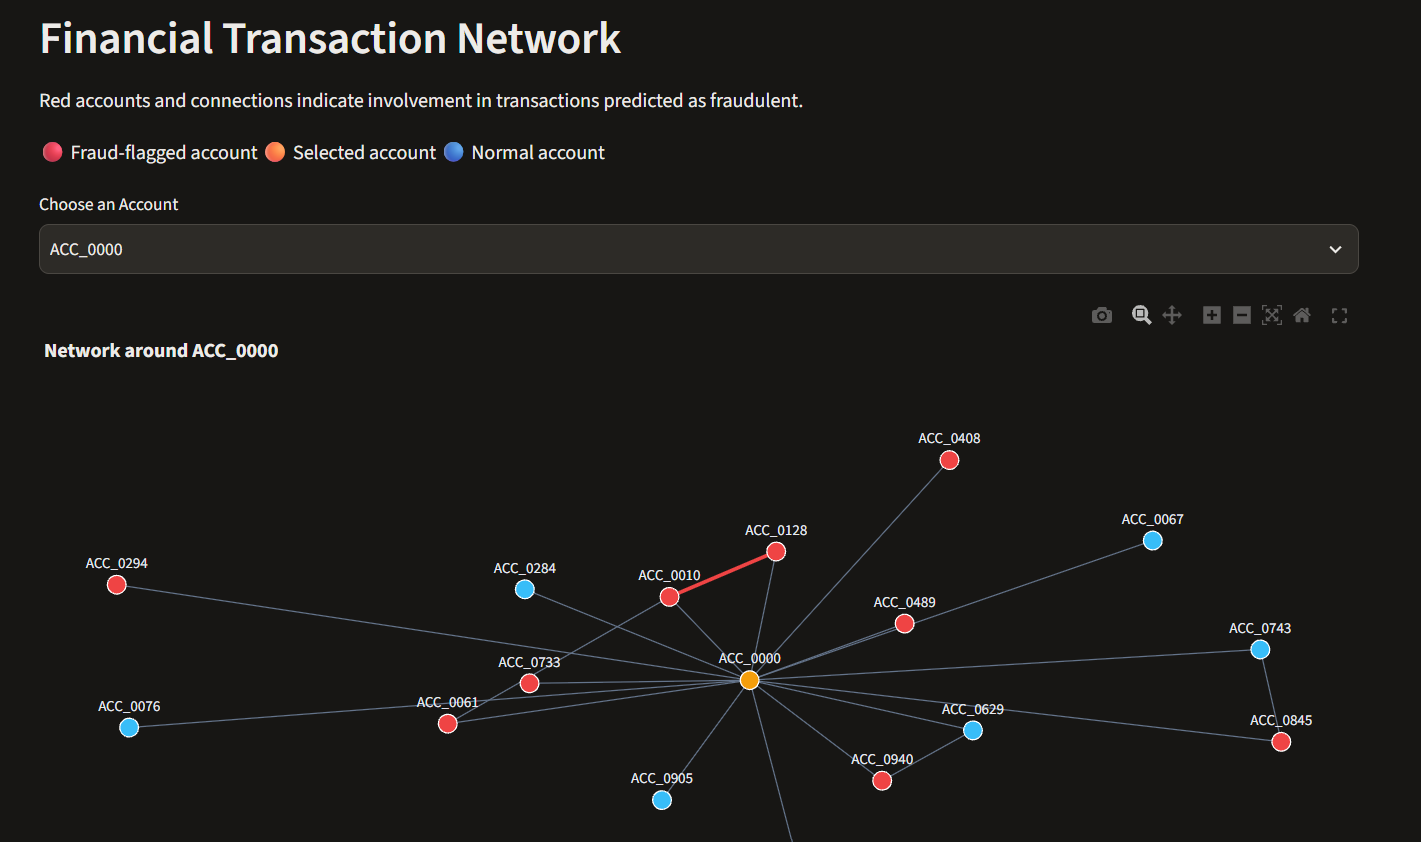 Financial Transaction Network
Red accounts and connections indicate involvement in transactions predicted as fraudulent.
Fraud-flagged account Selected account Normal account
Choose an Account
ACC_0000
Network around ACC_0000
ACC_0408
ACC_0067
ACC_0128
ACC_0294
ACC_0284
ACC_0010
ACC_0489
ACC_0743
ACC_0000
ACC_0733
ACC_0061
ACC_0076
ACC_0629
ACC_0845
ACC_0940
ACC_0905